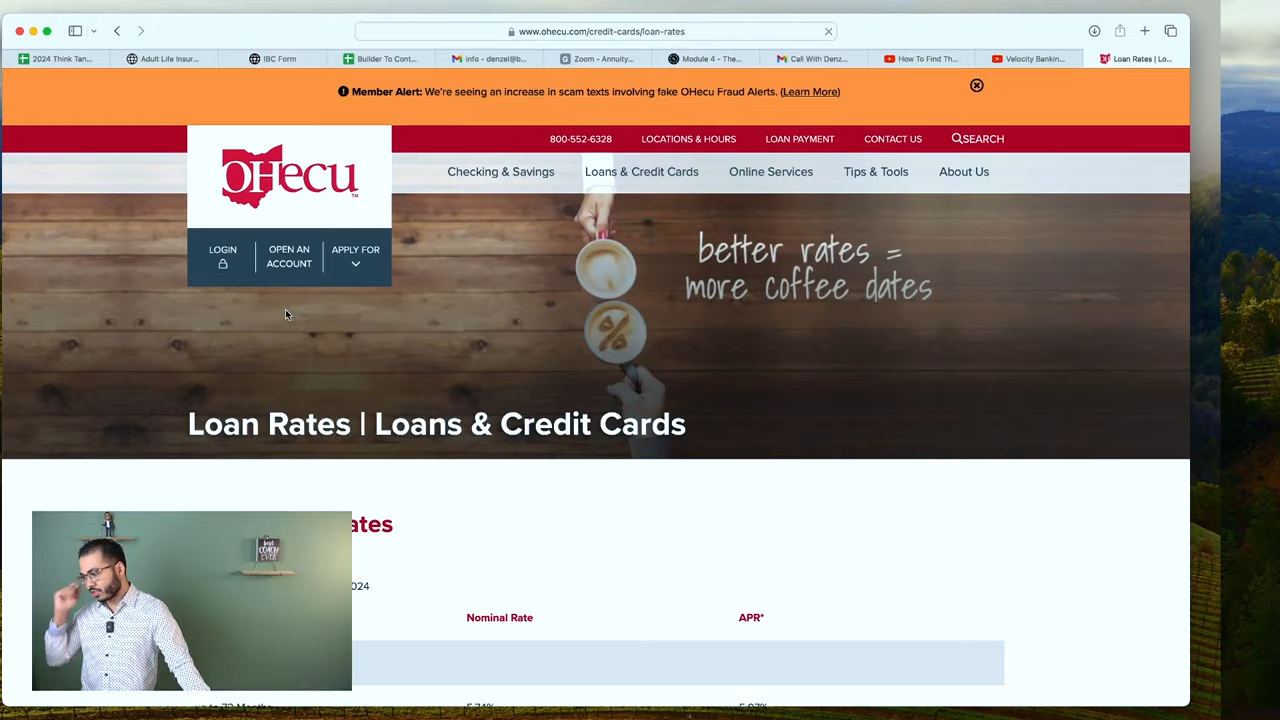 www.ohecu.com/credit-cards/loan-rates
2024 Think Tan...
Adult Life Insur...
IBC Form
Builder To Cont...
info - denzel@b...
Zoom - Annuity...
Module 4 - The...
Call With Denz...
How To Find Th...
Velocity Bankin...
Loan Rates | Lo...
Member Alert: We're seeing an increase in scam texts involving fake OHecu Fraud Alerts. (Learn More)
800-552-6328
LOCATIONS & HOURS
LOAN PAYMENT
CONTACT US
SEARCH
OHecu
TM
Checking & Savings
Loans & Credit Cards
Online Services
Tips & Tools
About Us
LOGIN
OPEN AN
ACCOUNT
APPLY FOR
better rates =
more coffee dates
%
Loan Rates | Loans & Credit Cards
ates
024
Nominal Rate
APR*
best
COACH
EVER